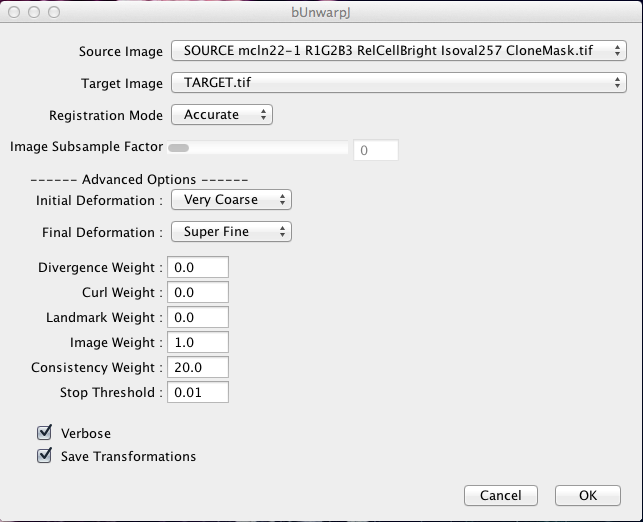 bUnwarpJ
Source Image SOURCE mcln22-1 R1G2B3 RelCellBright Isoval257 CloneMask.tif
Target Image TARGET.tif
Registration Mode Accurate
Image Subsample Factor 0
------ Advanced Options ------
Initial Deformation : Very Coarse
Final Deformation : Super Fine
Divergence Weight : 0.0
Curl Weight : 0.0
Landmark Weight : 0.0
Image Weight : 1.0
Consistency Weight : 20.0
Stop Threshold : 0.01
Verbose
Save Transformations
Cancel OK